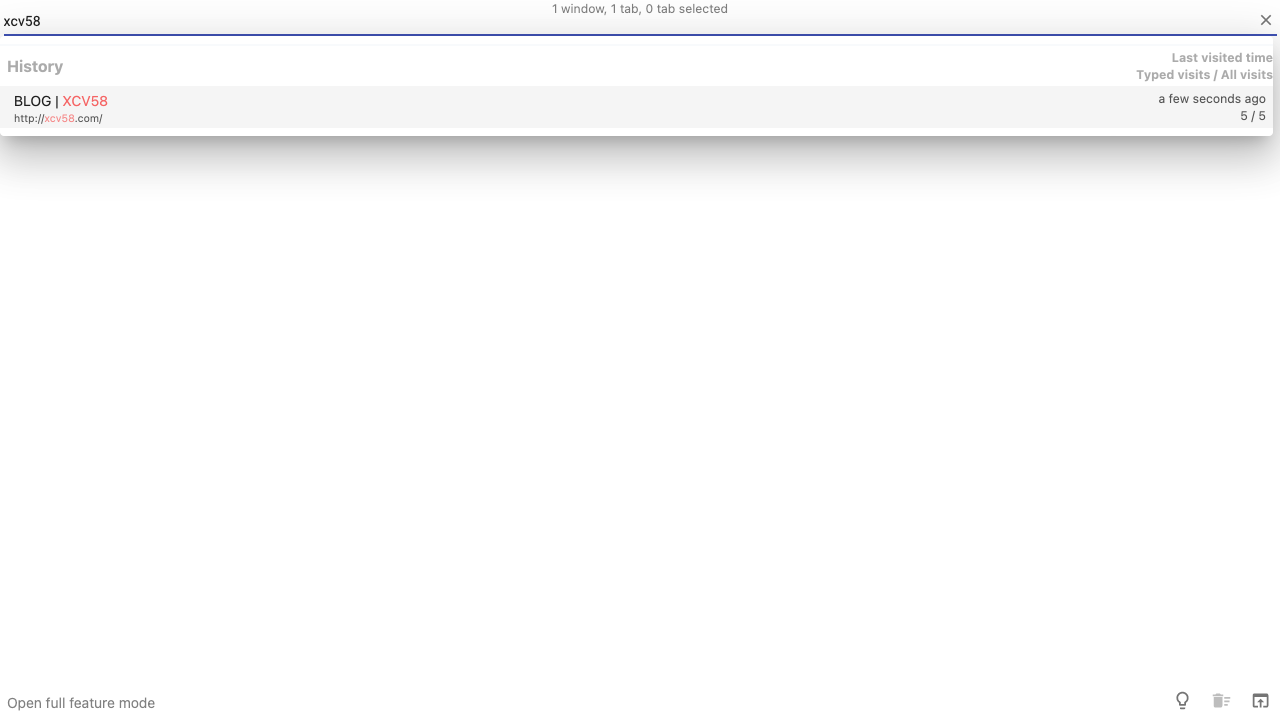 1 window, 1 tab, 0 tab selected
xcv58
History
Last visited time
Typed visits / All visits
BLOG | XCV58
a few seconds ago
http://xcv58.com/
5 / 5
Open full feature mode